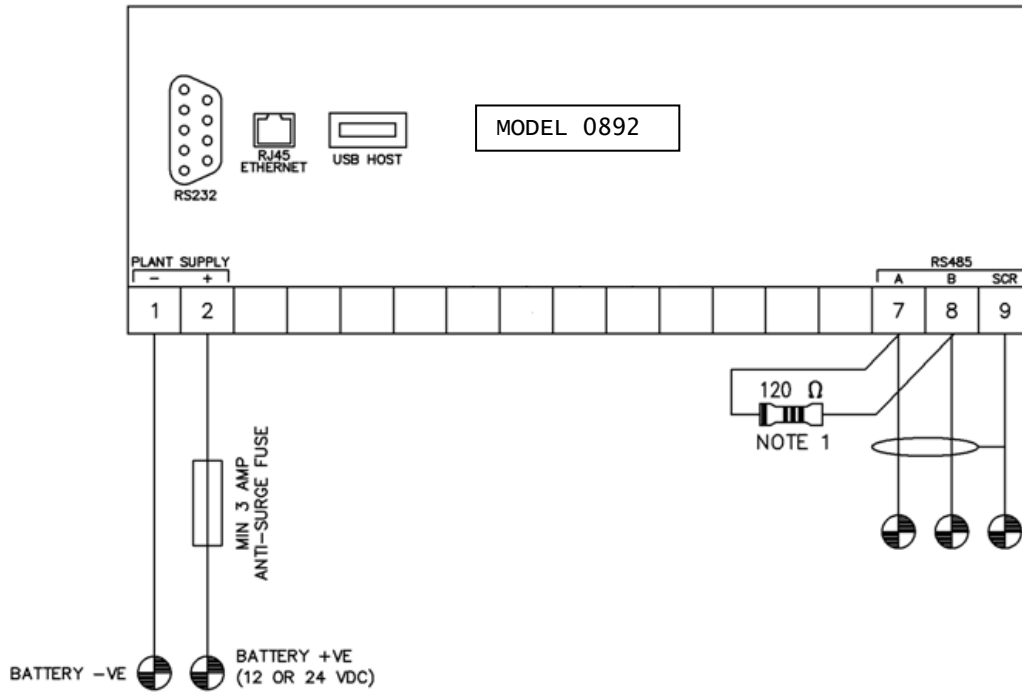 MODEL 0892
RJ45
ETHERNET
USB HOST
RS232
PLANT SUPPLY
- +
RS485
A B SCR
1 2 7 8 9
120 Ω
NOTE 1
MIN 3 AMP
ANTI-SURGE FUSE
BATTERY -VE
BATTERY +VE
(12 OR 24 VDC)